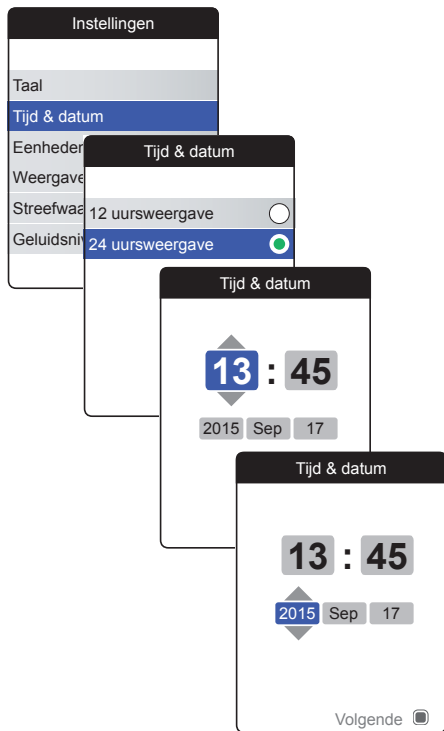 Instellingen
Taal
Tijd & datum
Eenheden
Weergave
Streefwaa
Geluidsniv
Tijd & datum
12 uursweergave
24 uursweergave
Tijd & datum
13 : 45
2015 Sep 17
Tijd & datum
13 : 45
2015 Sep 17
Volgende